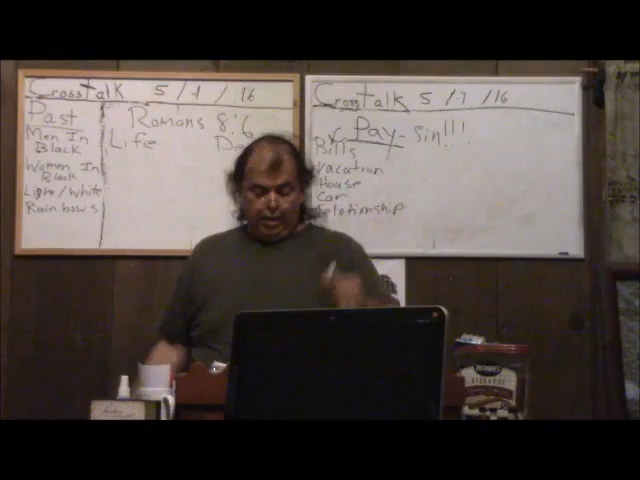 CrossTalk 5/1/16
Past
Romans 8:6
Men In
Black
Life De
Women In
Black
Light/White
Rainbows
CrossTalk 5/1/16
Pay - Sin!!!
Bills
Vacation
House
Car